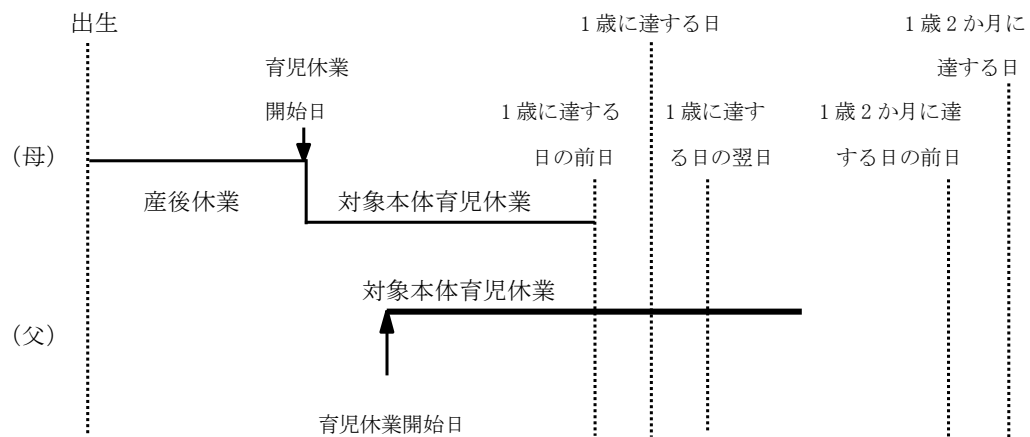 出生
1歳に達する日
1歳2か月に
達する日
育児休業
開始日
1歳に達する
日の前日
1歳に達す
る日の翌日
1歳2か月に達
する日の前日
（母）
産後休業
対象本体育児休業
対象本体育児休業
（父）
育児休業開始日